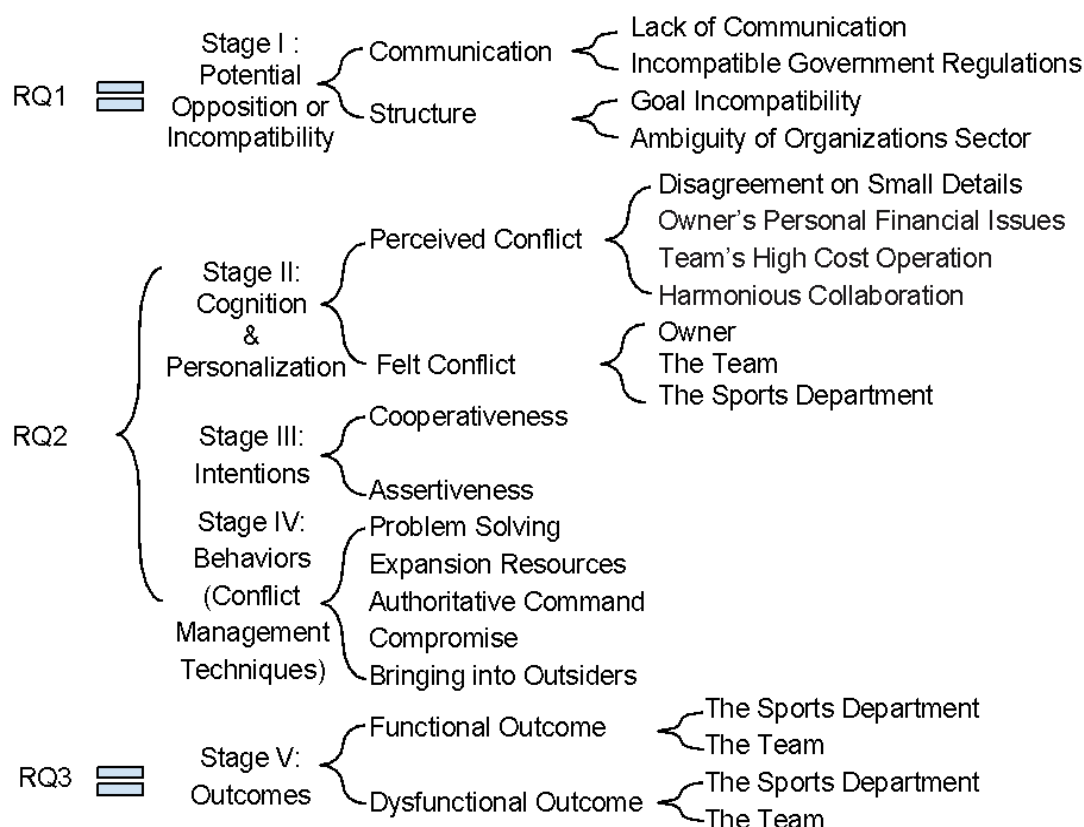 RQ1
Stage I :
Potential
Opposition or
Incompatibility
Communication
Lack of Communication
Incompatible Government Regulations
Structure
Goal Incompatibility
Ambiguity of Organizations Sector
RQ2
Stage II:
Cognition
&
Personalization
Perceived Conflict
Disagreement on Small Details
Owner's Personal Financial Issues
Team's High Cost Operation
Harmonious Collaboration
Felt Conflict
Owner
The Team
The Sports Department
Stage III:
Intentions
Cooperativeness
Assertiveness
Stage IV:
Behaviors
(Conflict
Management
Techniques)
Problem Solving
Expansion Resources
Authoritative Command
Compromise
Bringing into Outsiders
RQ3
Stage V:
Outcomes
Functional Outcome
The Sports Department
The Team
Dysfunctional Outcome
The Sports Department
The Team